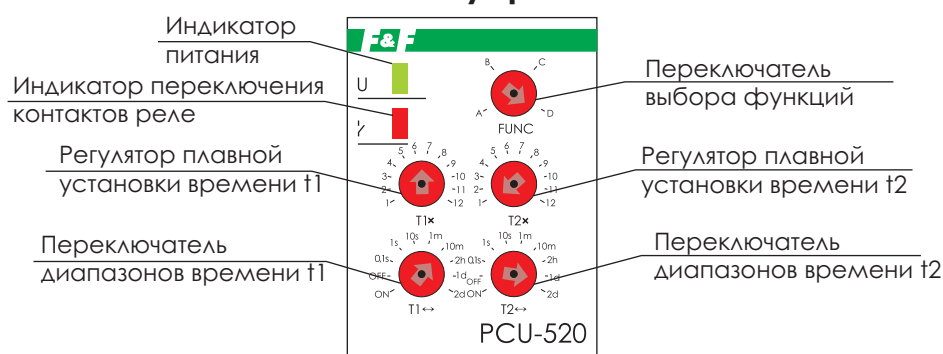 Индикатор
питания
Индикатор переключения
контактов реле
Регулятор плавной
установки времени t1
Переключатель
диапазонов времени t1
F&F
U
B C
A D
FUNC
1 2 3 4 5 6 7 8 9 10 11 12
T1×
1 2 3 4 5 6 7 8 9 10 11 12
T2×
ON OFF 0,1s 1s 10s 1m 10m 2h 1d 2d
T1↔
ON OFF 0,1s 1s 10s 1m 10m 2h 1d 2d
T2↔
PCU-520
Переключатель
выбора функций
Регулятор плавной
установки времени t2
Переключатель
диапазонов времени t2